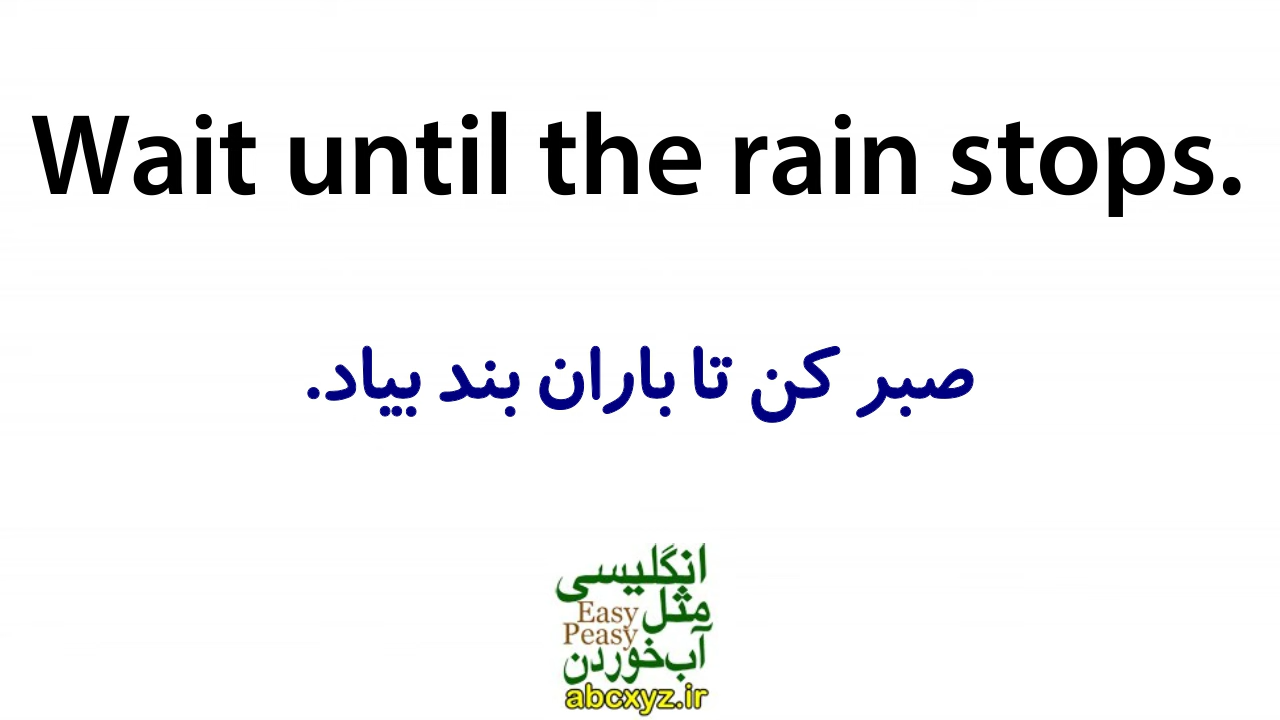 Wait until the rain stops.
صبر کن تا باران بند بیاد.
انگلیسی
مثل
Easy
Peasy
آب خوردن
abcxyz.ir